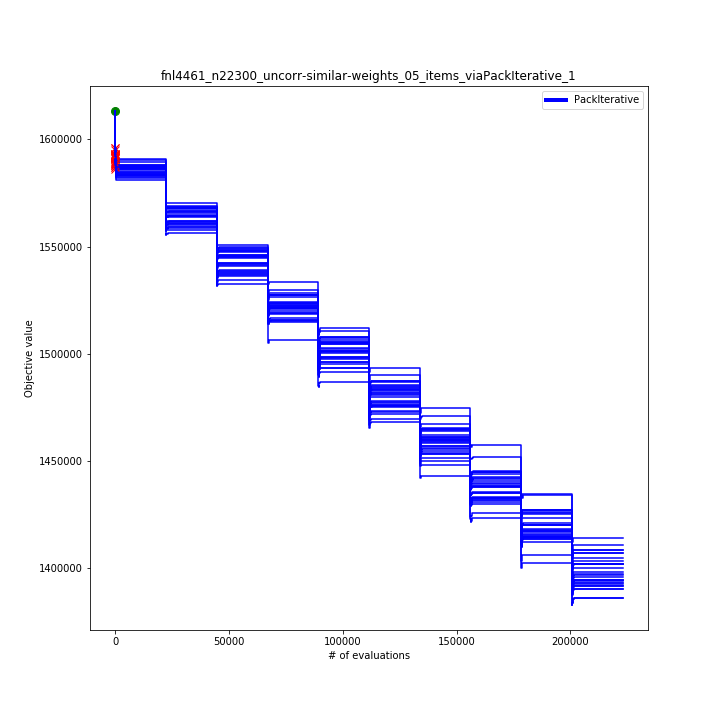 fnl4461_n22300_uncorr-similar-weights_05_items_viaPackIterative_1
PackIterative
1600000
1550000
1500000
1450000
1400000
Objective value
0
50000
100000
150000
200000
# of evaluations